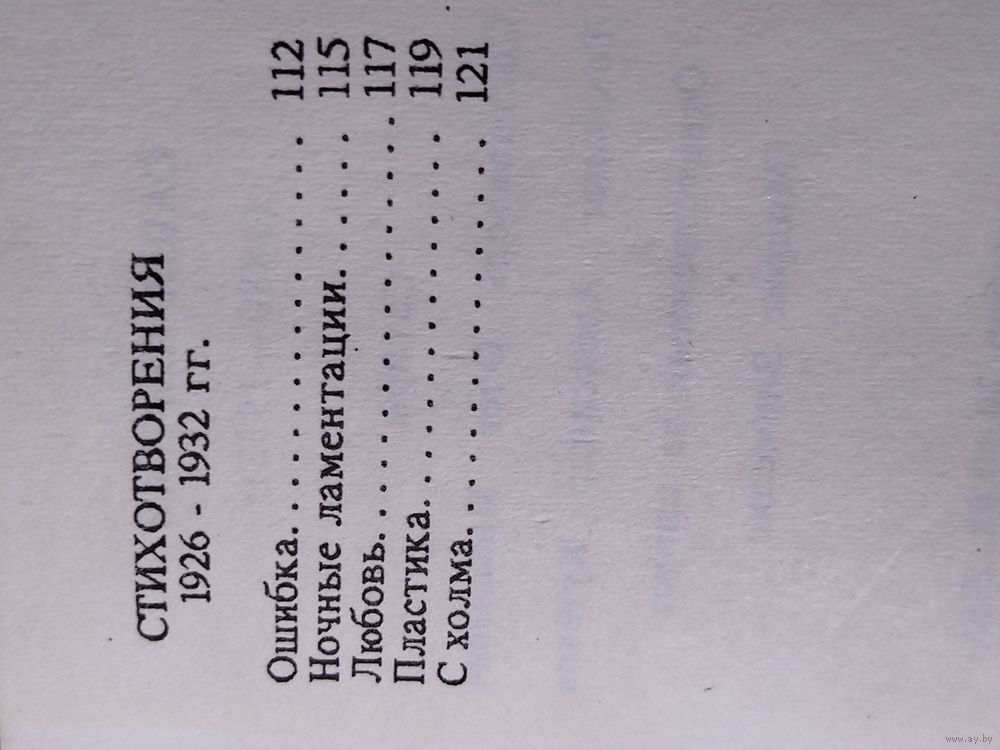 СТИХОТВОРЕНИЯ
1926 - 1932 гг.
Ошибка. . . . . . . . . . . . . . . . 112
Ночные ламентации. . . . . . . 115
Любовь. . . . . . . . . . . . . . . . . 117
Пластика. . . . . . . . . . . . . . . 119
С холма. . . . . . . . . . . . . . . . 121
www.ay.by